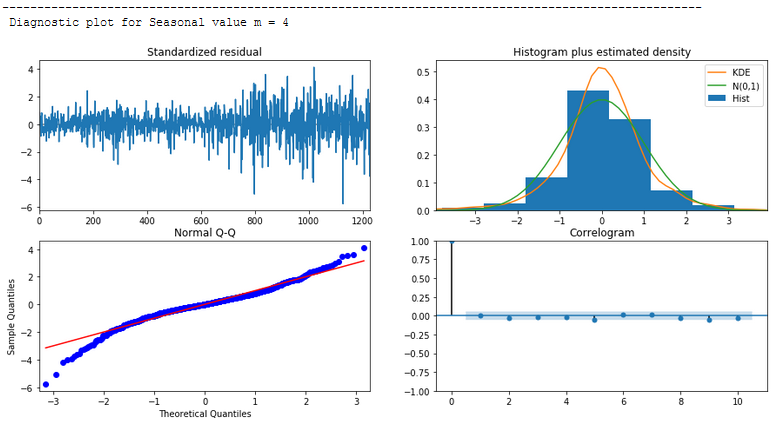 Diagnostic plot for Seasonal value m = 4
Standardized residual
4
2
0
−2
−4
−6
0 200 400 600 800 1000 1200
Histogram plus estimated density
KDE
N(0,1)
Hist
0.5
0.4
0.3
0.2
0.1
0.0
−3 −2 −1 0 1 2 3
Normal Q-Q
Sample Quantiles
4
2
0
−2
−4
−6
−3 −2 −1 0 1 2 3
Theoretical Quantiles
Correlogram
1.00
0.75
0.50
0.25
0.00
−0.25
−0.50
−0.75
−1.00
0 2 4 6 8 10